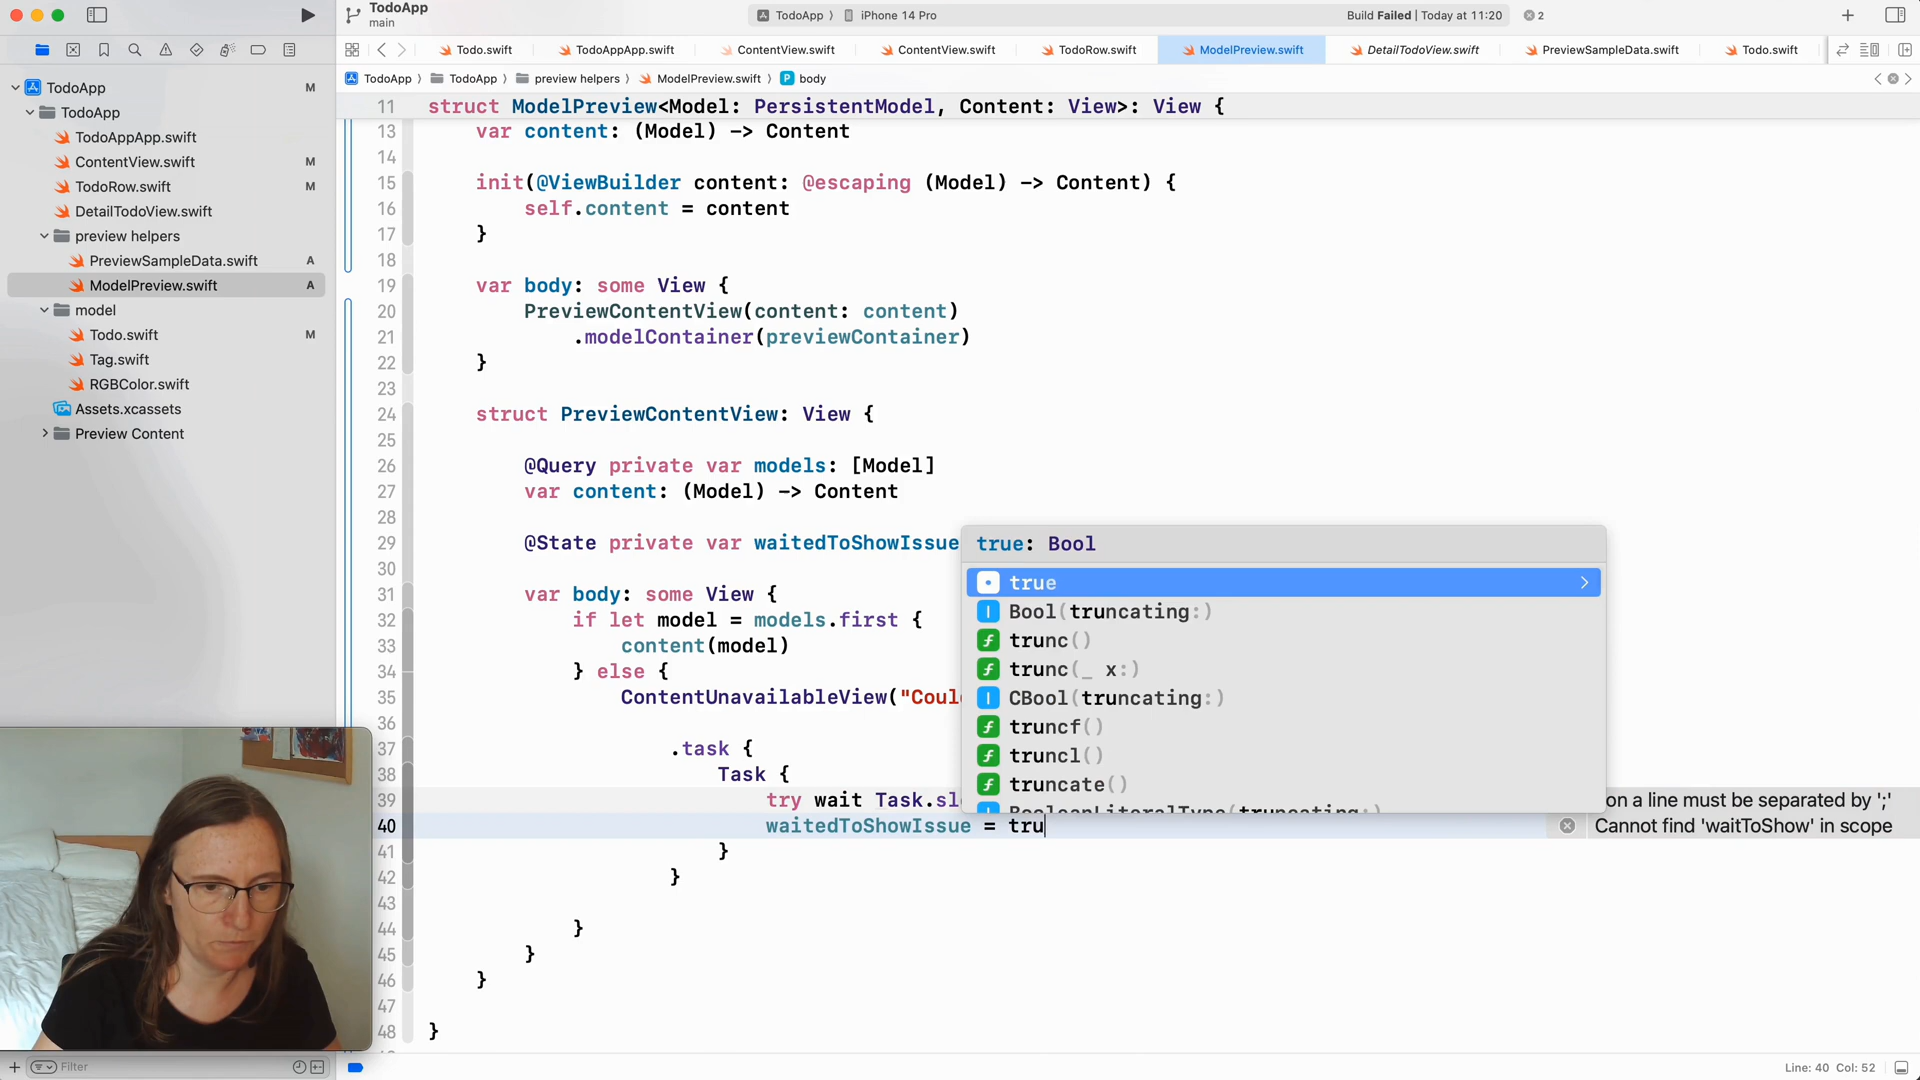 TodoApp
main
TodoApp
iPhone 14 Pro
Build Failed | Today at 11:20
2
Todo.swift
TodoAppApp.swift
ContentView.swift
ContentView.swift
TodoRow.swift
ModelPreview.swift
DetailTodoView.swift
PreviewSampleData.swift
Todo.swift
TodoApp
TodoApp
preview helpers
ModelPreview.swift
P body
TodoApp M
TodoApp
TodoAppApp.swift
ContentView.swift M
TodoRow.swift M
DetailTodoView.swift
preview helpers
PreviewSampleData.swift A
ModelPreview.swift A
model
Todo.swift M
Tag.swift
RGBColor.swift
Assets.xcassets
Preview Content
Filter
11 struct ModelPreview<Model: PersistentModel, Content: View>: View {
13 var content: (Model) -> Content
14
15 init(@ViewBuilder content: @escaping (Model) -> Content) {
16 self.content = content
17 }
18
19 var body: some View {
20 PreviewContentView(content: content)
21 .modelContainer(previewContainer)
22 }
23
24 struct PreviewContentView: View {
25
26 @Query private var models: [Model]
27 var content: (Model) -> Content
28
29 @State private var waitedToShowIssue
30
31 var body: some View {
32 if let model = models.first {
33 content(model)
34 } else {
35 ContentUnavailableView("Coul
36
37 .task {
38 Task {
39 try wait Task.sl
on a line must be separated by ';'
40 waitedToShowIssue = tru
Cannot find 'waitToShow' in scope
41 }
42 }
43
44 }
45 }
46 }
47
48 }
true: Bool
true
Bool(truncating:)
trunc()
trunc(_ x:)
CBool(truncating:)
truncf()
truncl()
truncate()
BooleanLiteralType(truncating:)
Line: 40 Col: 52